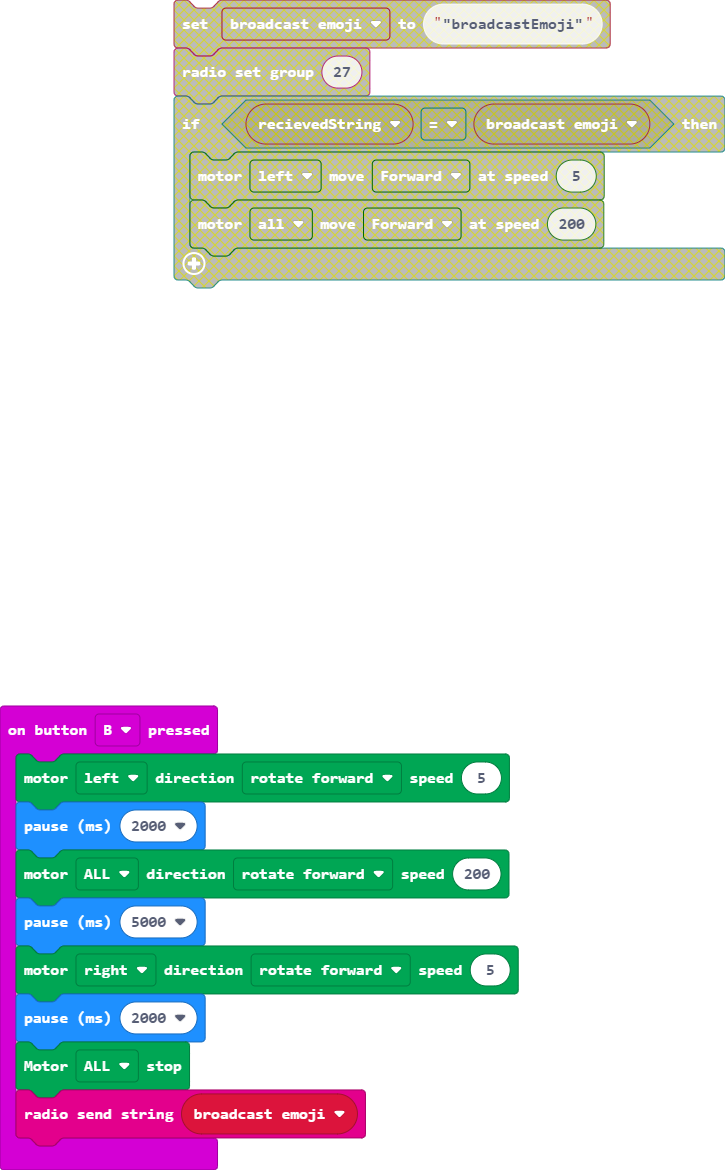 set broadcast emoji to ""broadcastEmoji""
radio set group 27
if recievedString = broadcast emoji then
motor left move Forward at speed 5
motor all move Forward at speed 200
on button B pressed
motor left direction rotate forward speed 5
pause (ms) 2000
motor ALL direction rotate forward speed 200
pause (ms) 5000
motor right direction rotate forward speed 5
pause (ms) 2000
Motor ALL stop
radio send string broadcast emoji